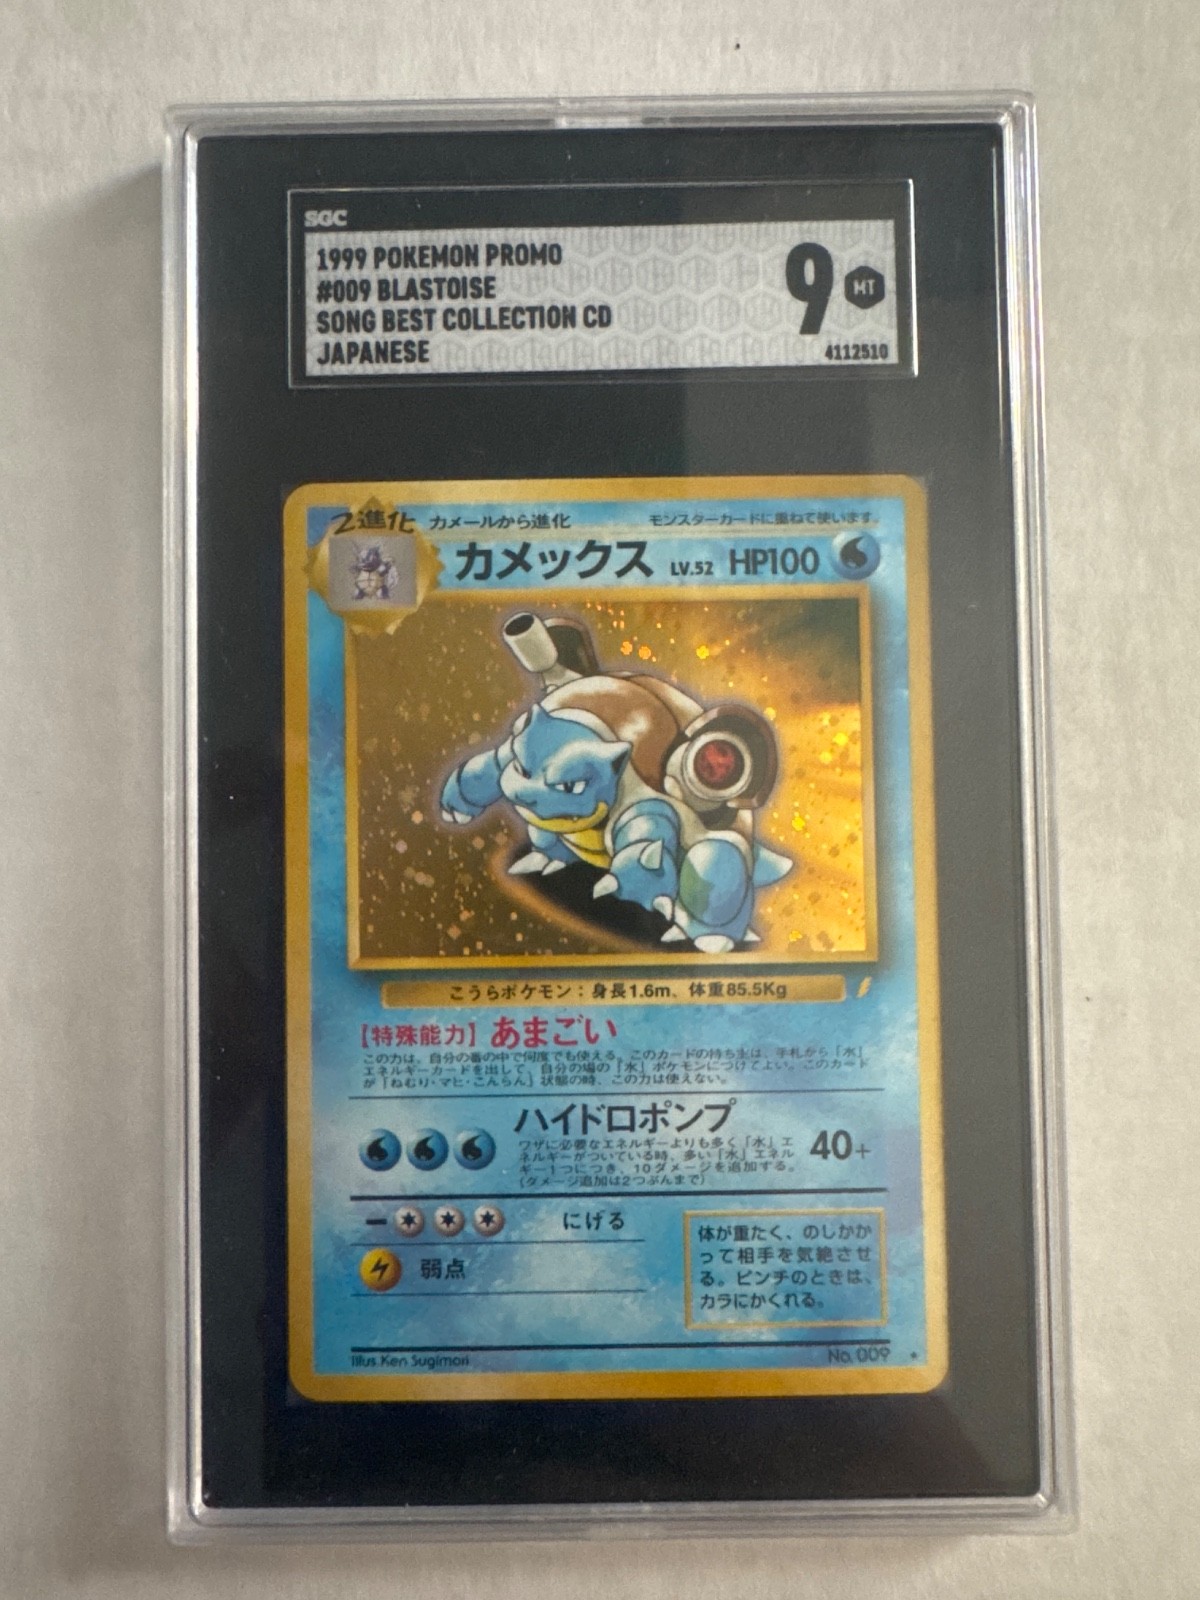 SGC
1999 POKEMON PROMO
#009 BLASTOISE
SONG BEST COLLECTION CD
JAPANESE
9
MT
4112510
2進化 カメールから進化 モンスターカードに重ねて使います。
カメックス LV.52 HP100
こうらポケモン：身長1.6m、体重85.5Kg
【特殊能力】あまごい
この力は、自分の番の中で何度でも使える。このカードの持ち主は、手札から「水」
エネルギーカードを出して、自分の場の「水」ポケモンにつけてよい。このカード
が「ねむり・マヒ・こんらん」状態の時、この力は使えない。
ハイドロポンプ
ワザに必要なエネルギーよりも多く「水」エ
ネルギーがついている時、多い「水」エネル
ギー1つにつき、10ダメージを追加する。
（ダメージ追加は2つぶんまで）
40+
にげる
弱点
体が重たく、のしかか
って相手を気絶させ
る。ピンチのときは、
カラにかくれる。
Illus. Ken Sugimori
No. 009